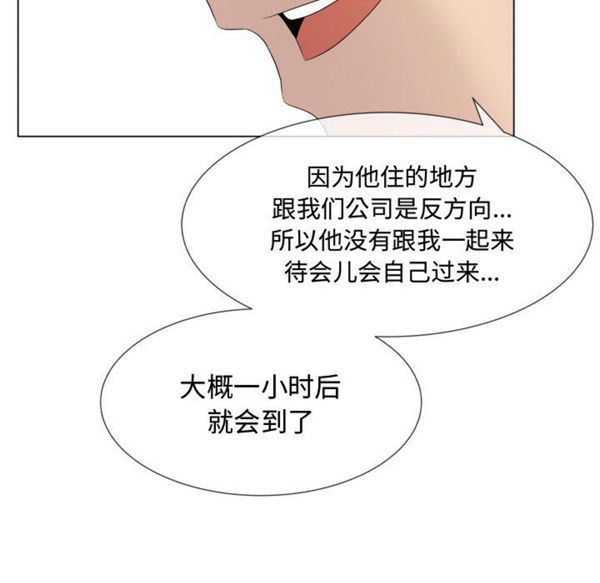 因为他住的地方
跟我们公司是反方向...
所以他没有跟我一起来
待会儿会自己过来...
大概一小时后
就会到了